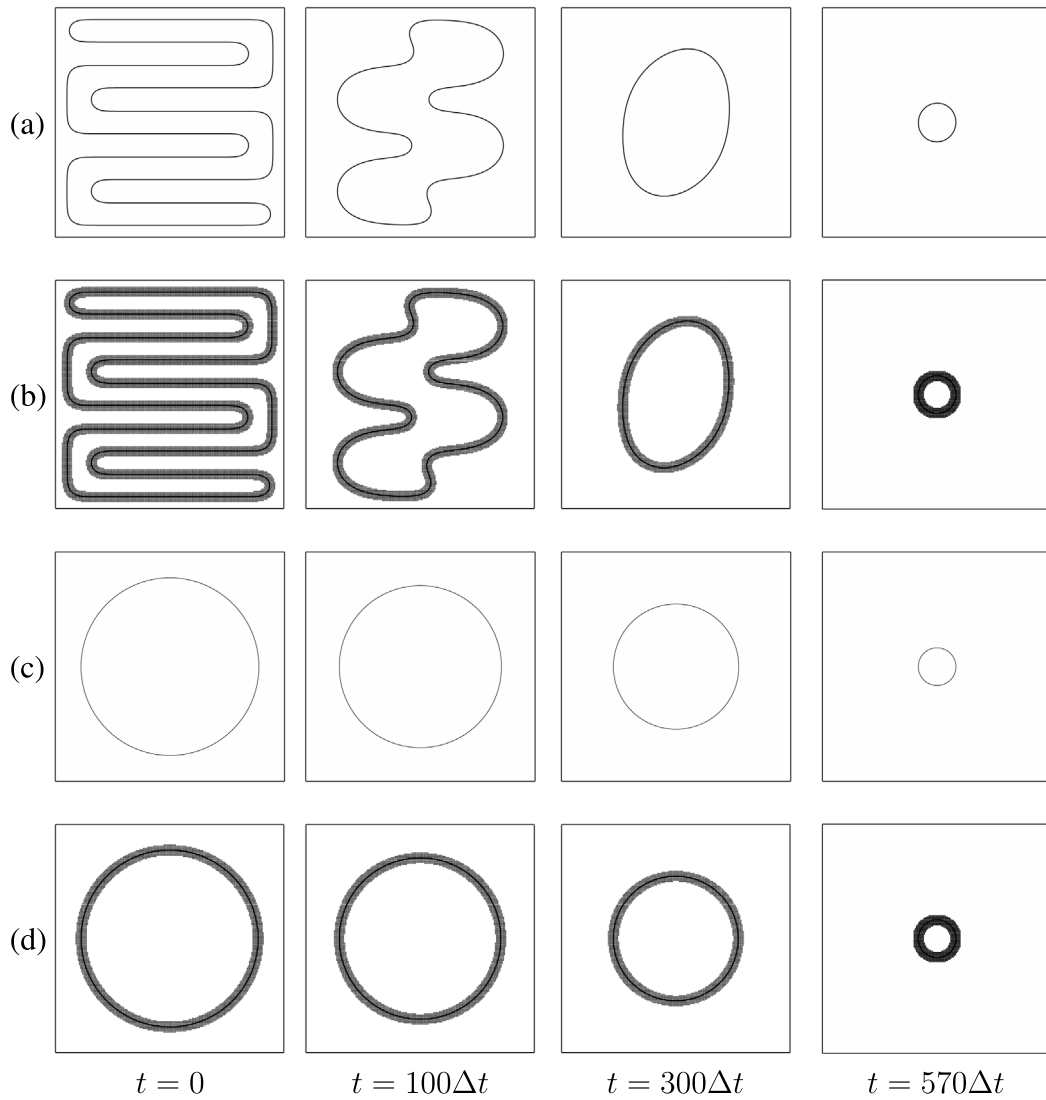 (a)
(b)
(c)
(d)
t = 0
t = 100Δt
t = 300Δt
t = 570Δt